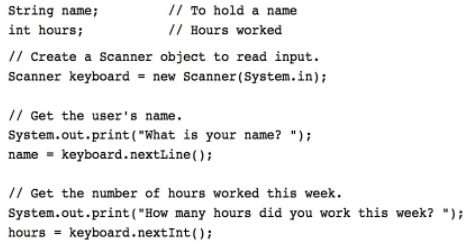 String name;          // To hold a name
int hours;            // Hours worked
// Create a Scanner object to read input.
Scanner keyboard = new Scanner(System.in);

// Get the user's name.
System.out.print("What is your name? ");
name = keyboard.nextLine();

// Get the number of hours worked this week.
System.out.print("How many hours did you work this week? ");
hours = keyboard.nextInt();